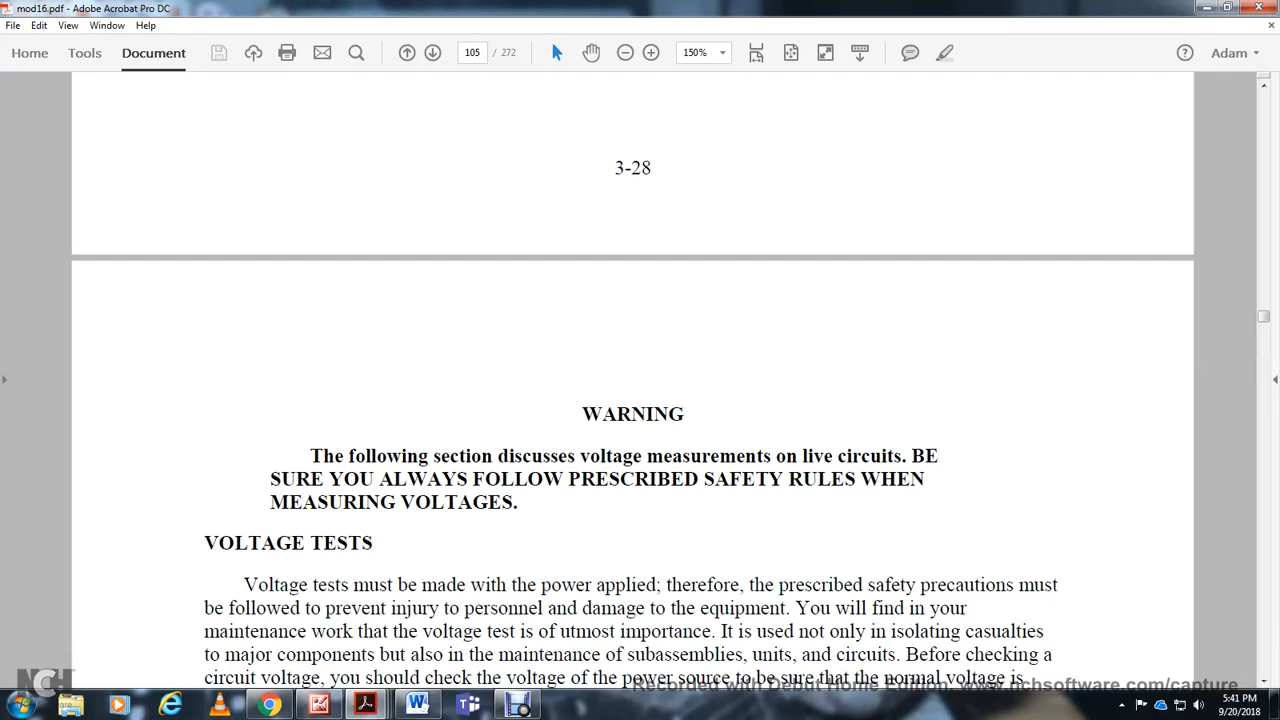 mod16.pdf - Adobe Acrobat Pro DC
File Edit View Window Help
Home Tools Document 105 / 272 150% Adam
3-28
WARNING
The following section discusses voltage measurements on live circuits. BE
SURE YOU ALWAYS FOLLOW PRESCRIBED SAFETY RULES WHEN
MEASURING VOLTAGES.
VOLTAGE TESTS
Voltage tests must be made with the power applied; therefore, the prescribed safety precautions must
be followed to prevent injury to personnel and damage to the equipment. You will find in your
maintenance work that the voltage test is of utmost importance. It is used not only in isolating casualties
to major components but also in the maintenance of subassemblies, units, and circuits. Before checking a
circuit voltage, you should check the voltage of the power source to be sure that the normal voltage is
Recorded with Debut Home Edition. www.nchsoftware.com/capture
NCH
5:41 PM
9/20/2018